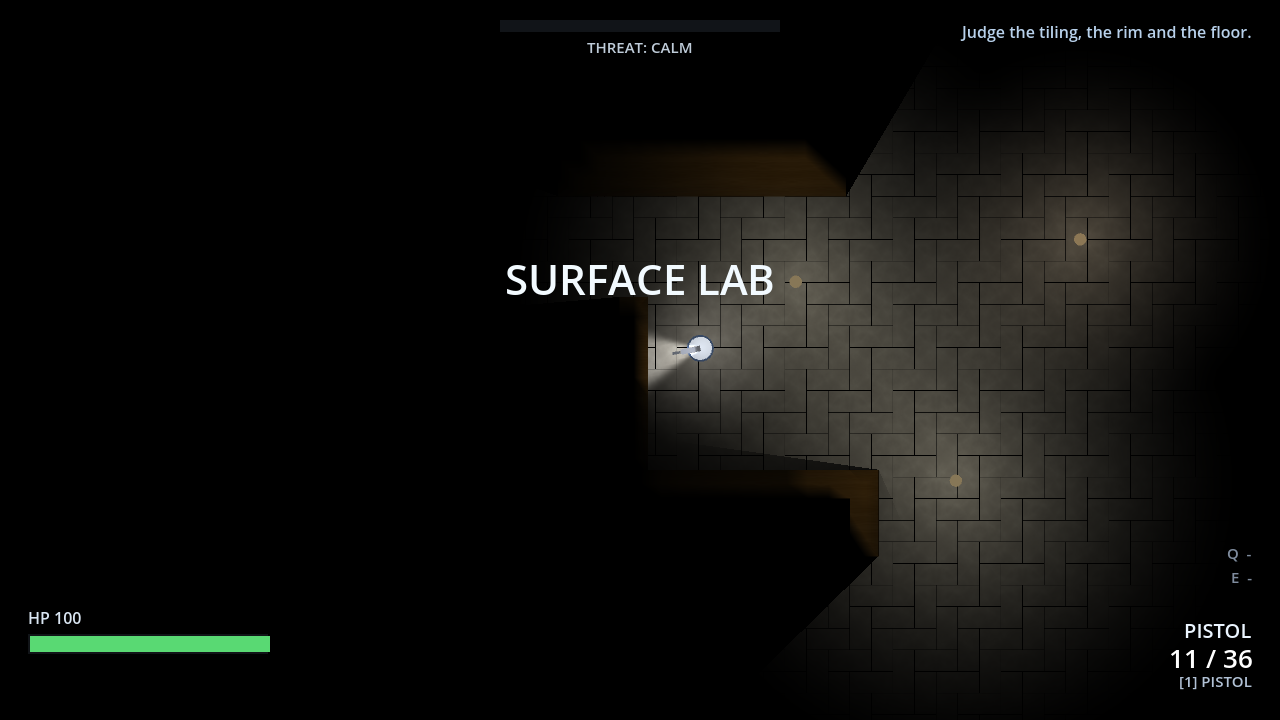 THREAT: CALM
Judge the tiling, the rim and the floor.
SURFACE LAB
Q -
E -
HP 100
PISTOL
11 / 36
[1] PISTOL